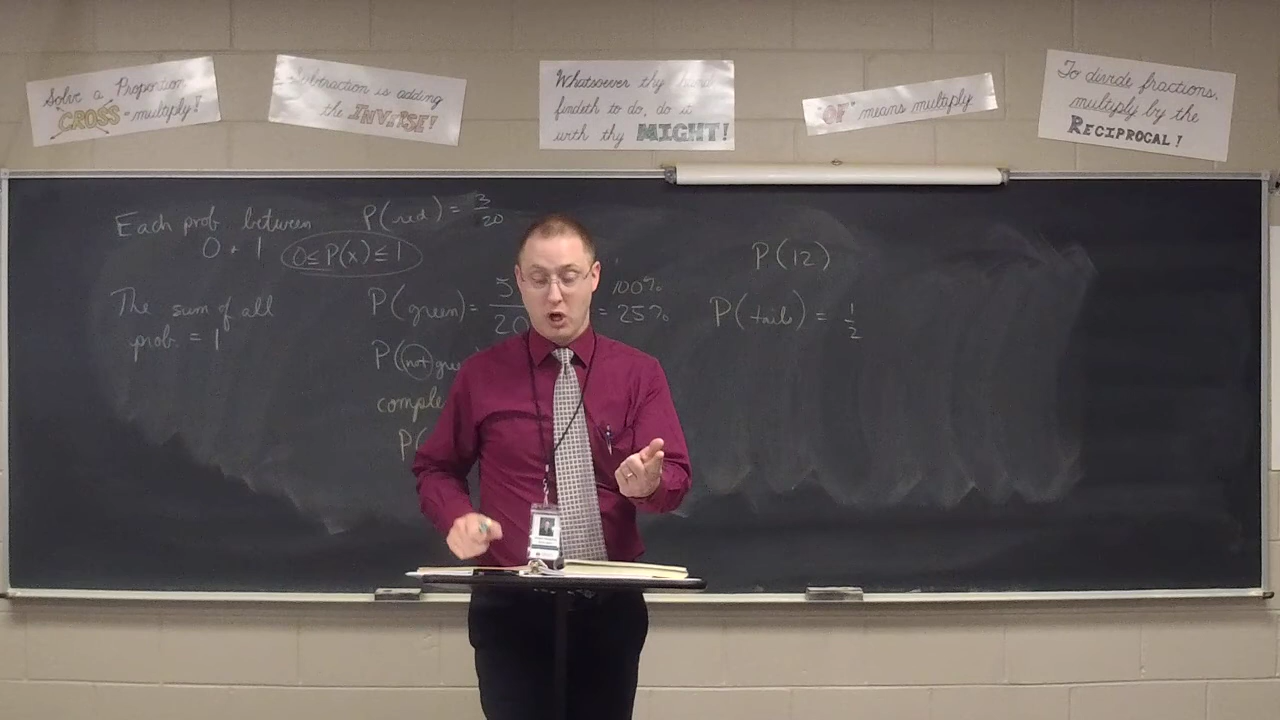 Solve a Proportion
CROSS-multiply!
Subtraction is adding
the INVERSE!
Whatsoever thy hand
findeth to do, do it
with thy MIGHT!
"OF" means multiply
To divide fractions,
multiply by the
RECIPROCAL!
Each prob. between
0 + 1
0≤P(x)≤1
The sum of all
prob. = 1
P(red) = 3/20
P(green) = 5/20
100%
= 25%
P(not gre
comple
P(
P(12)
P(tails) = 1/2